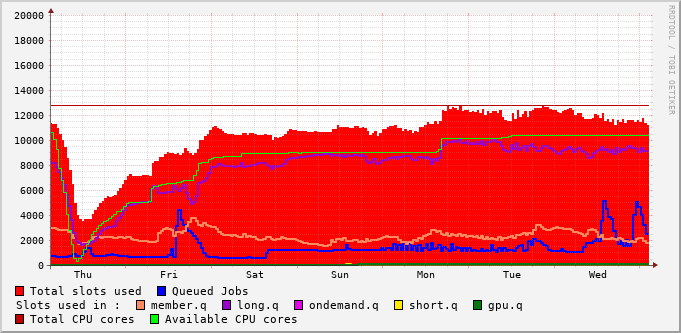 20000
18000
16000
14000
12000
10000
8000
6000
4000
2000
0
Thu Fri Sat Sun Mon Tue Wed
RRDTOOL / TOBI OETIKER
Total slots used Queued Jobs
Slots used in : member.q long.q ondemand.q short.q gpu.q
Total CPU cores Available CPU cores